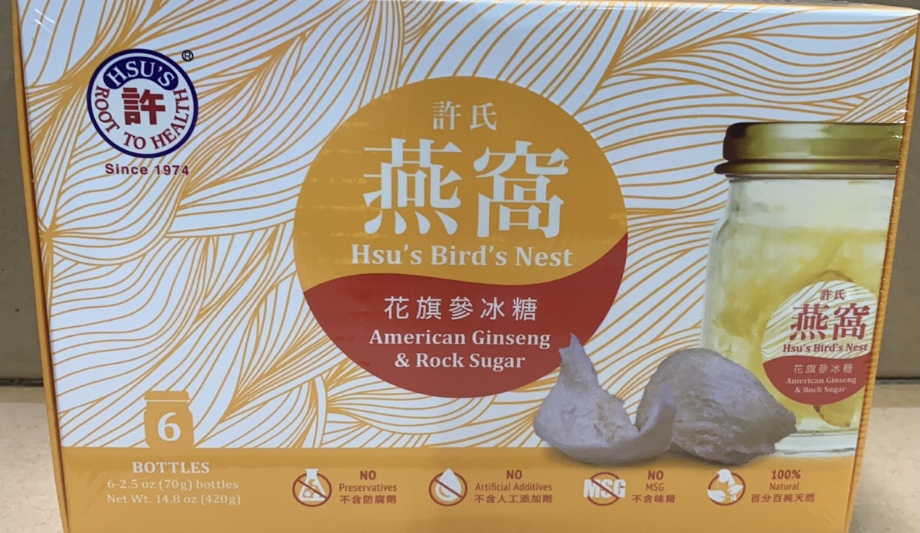 HSU'S
®
許
ROOT TO HEALTH
Since 1974
許氏
燕窩
Hsu's Bird's Nest
花旗參冰糖
American Ginseng
& Rock Sugar
許氏
燕窩
Hsu's Bird's Nest
花旗參冰糖
American Ginseng
& Rock Sugar
6
BOTTLES
6-2.5 oz (70g) bottles
Net Wt. 14.8 oz (420g)
NO
Preservatives
不含防腐劑
NO
Artificial Additives
不含人工添加劑
MSG
NO
MSG
不含味精
100%
Natural
百分百純天然